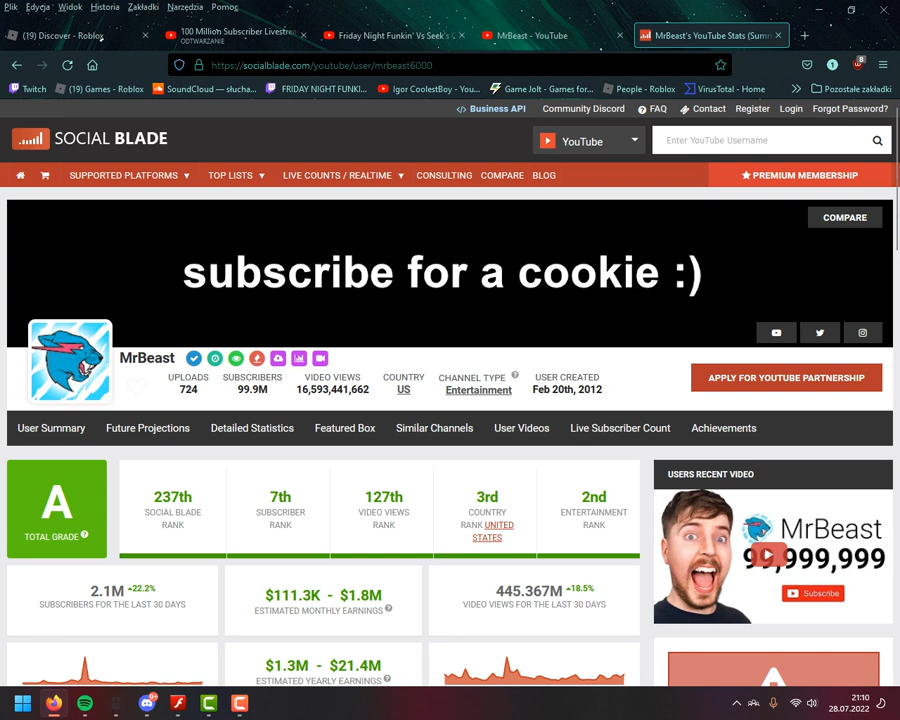 Plik Edycja Widok Historia Zakładki Narzędzia Pomoc
(19) Discover - Roblox
100 Million Subscriber Livestre
ODTWARZANIE
Friday Night Funkin' Vs Seek's
MrBeast - YouTube
MrBeast's YouTube Stats (Sum
https://socialblade.com/youtube/user/mrbeast6000
1
8
Twitch
(19) Games - Roblox
SoundCloud — słucha...
FRIDAY NIGHT FUNKI...
Igor CoolestBoy - You...
Game Jolt - Games for...
People - Roblox
VirusTotal - Home
Pozostałe zakładki
Business API
Community Discord
FAQ
Contact
Register
Login
Forgot Password?
SOCIAL BLADE
YouTube
Enter YouTube Username
SUPPORTED PLATFORMS
TOP LISTS
LIVE COUNTS / REALTIME
CONSULTING
COMPARE
BLOG
PREMIUM MEMBERSHIP
COMPARE
subscribe for a cookie :)
MrBeast
UPLOADS
724
SUBSCRIBERS
99.9M
VIDEO VIEWS
16,593,441,662
COUNTRY
US
CHANNEL TYPE
Entertainment
USER CREATED
Feb 20th, 2012
APPLY FOR YOUTUBE PARTNERSHIP
User Summary
Future Projections
Detailed Statistics
Featured Box
Similar Channels
User Videos
Live Subscriber Count
Achievements
A
TOTAL GRADE
237th
SOCIAL BLADE
RANK
7th
SUBSCRIBER
RANK
127th
VIDEO VIEWS
RANK
3rd
COUNTRY
RANK UNITED
STATES
2nd
ENTERTAINMENT
RANK
USERS RECENT VIDEO
MrBeast
99,999,999
Subscribe
2.1M 22.2%
SUBSCRIBERS FOR THE LAST 30 DAYS
$111.3K - $1.8M
ESTIMATED MONTHLY EARNINGS
445.367M 18.5%
VIDEO VIEWS FOR THE LAST 30 DAYS
$1.3M - $21.4M
ESTIMATED YEARLY EARNINGS
21:10
28.07.2022